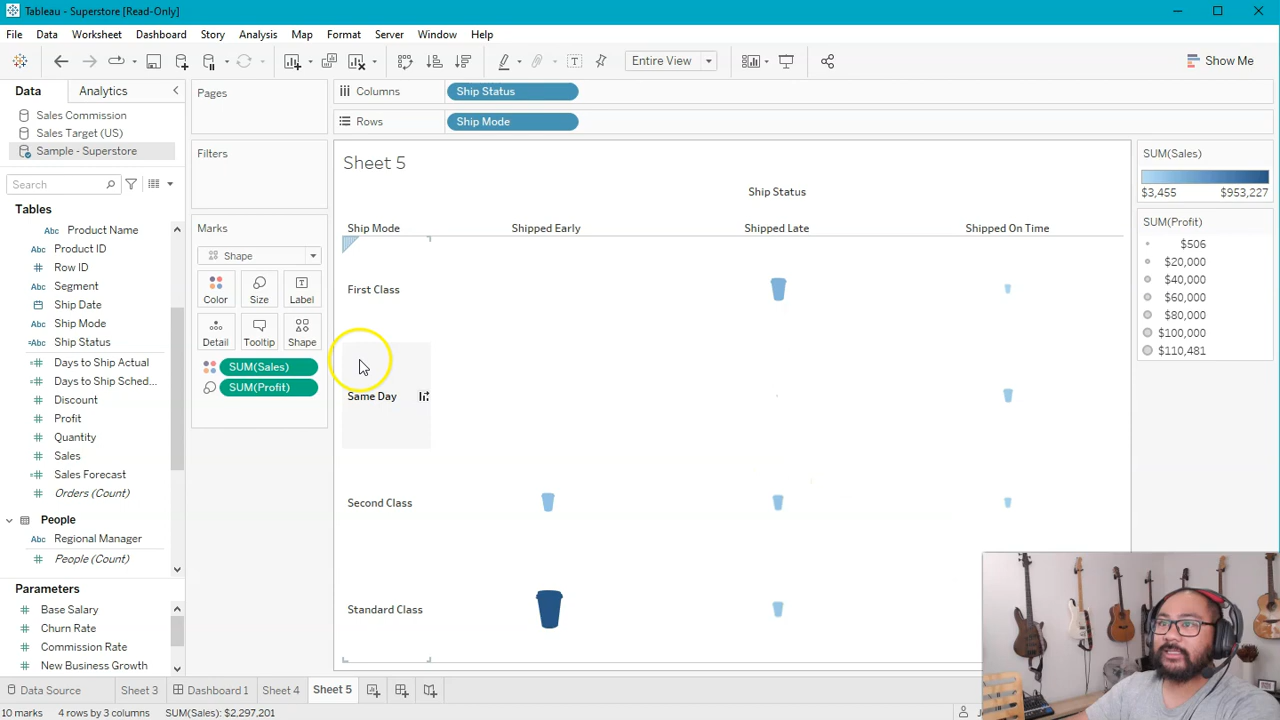 Tableau - Superstore [Read-Only]
File Data Worksheet Dashboard Story Analysis Map Format Server Window Help
Entire View
Show Me
Data Analytics
Sales Commission
Sales Target (US)
Sample - Superstore
Search
Tables
Abc Product Name
Abc Product ID
# Row ID
Abc Segment
Ship Date
Abc Ship Mode
=Abc Ship Status
=# Days to Ship Actual
=# Days to Ship Sched...
# Discount
# Profit
# Quantity
# Sales
=# Sales Forecast
# Orders (Count)
People
Abc Regional Manager
# People (Count)
Parameters
# Base Salary
# Churn Rate
# Commission Rate
# New Business Growth
Pages
Filters
Marks
Shape
Color Size Label
Detail Tooltip Shape
SUM(Sales)
SUM(Profit)
Columns Ship Status
Rows Ship Mode
Sheet 5
Ship Status
Ship Mode Shipped Early Shipped Late Shipped On Time
First Class
Same Day
Second Class
Standard Class
SUM(Sales)
$3,455 $953,227
SUM(Profit)
$506
$20,000
$40,000
$60,000
$80,000
$100,000
$110,481
Data Source Sheet 3 Dashboard 1 Sheet 4 Sheet 5
10 marks 4 rows by 3 columns SUM(Sales): $2,297,201